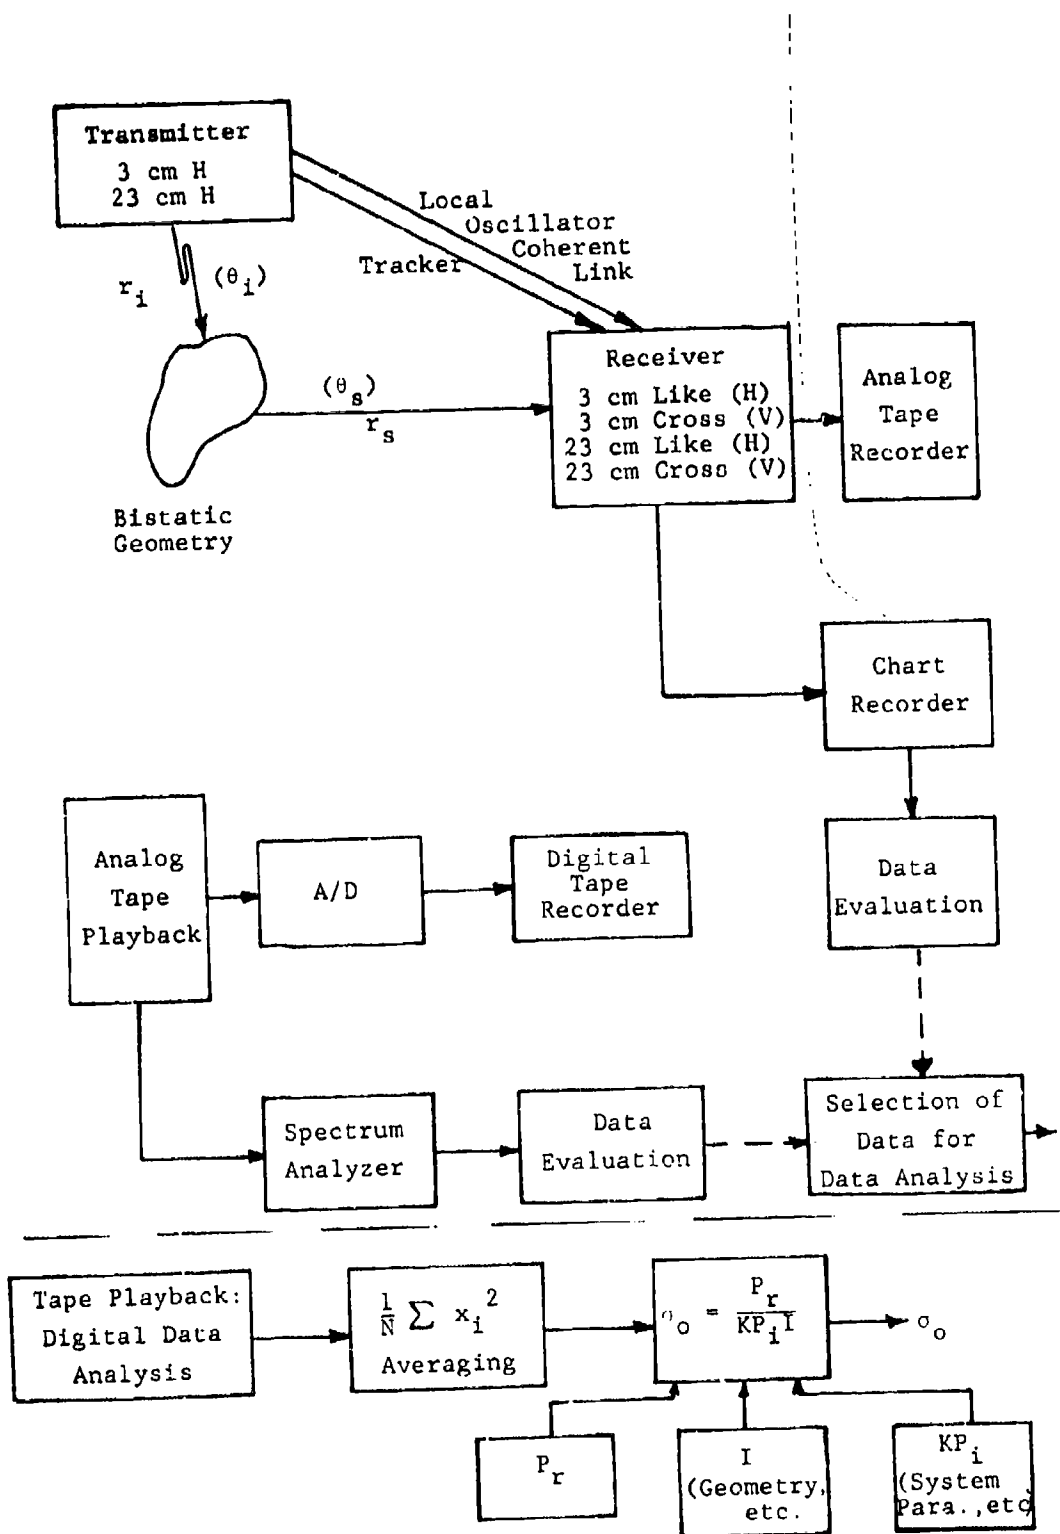 Transmitter
3 cm H
23 cm H
Local
Oscillator
Coherent
Link
Tracker
r_i
(θ_i)
(θ_s)
r_s
Bistatic
Geometry
Receiver
3 cm Like (H)
3 cm Cross (V)
23 cm Like (H)
23 cm Cross (V)
Analog
Tape
Recorder
Chart
Recorder
Data
Evaluation
Analog
Tape
Playback
A/D
Digital
Tape
Recorder
Spectrum
Analyzer
Data
Evaluation
Selection of
Data for
Data Analysis
Tape Playback:
Digital Data
Analysis
1/N ∑ x_i^2
Averaging
σ_o = P_r / KP_i I
σ_o
P_r
I
(Geometry,
etc.
KP_i
(System
Para.,etc)